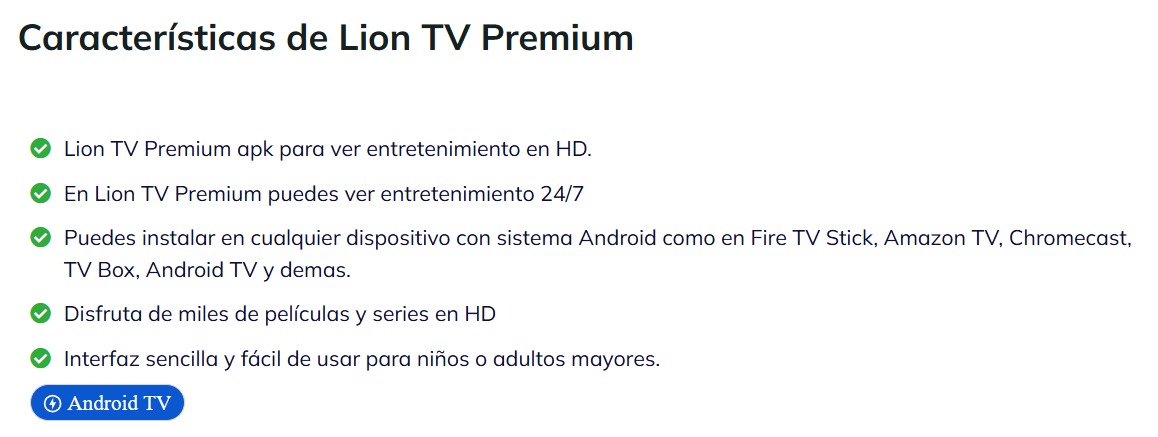 Características de Lion TV Premium
Lion TV Premium apk para ver entretenimiento en HD.
En Lion TV Premium puedes ver entretenimiento 24/7
Puedes instalar en cualquier dispositivo con sistema Android como en Fire TV Stick, Amazon TV, Chromecast,
TV Box, Android TV y demas.
Disfruta de miles de películas y series en HD
Interfaz sencilla y fácil de usar para niños o adultos mayores.
Android TV